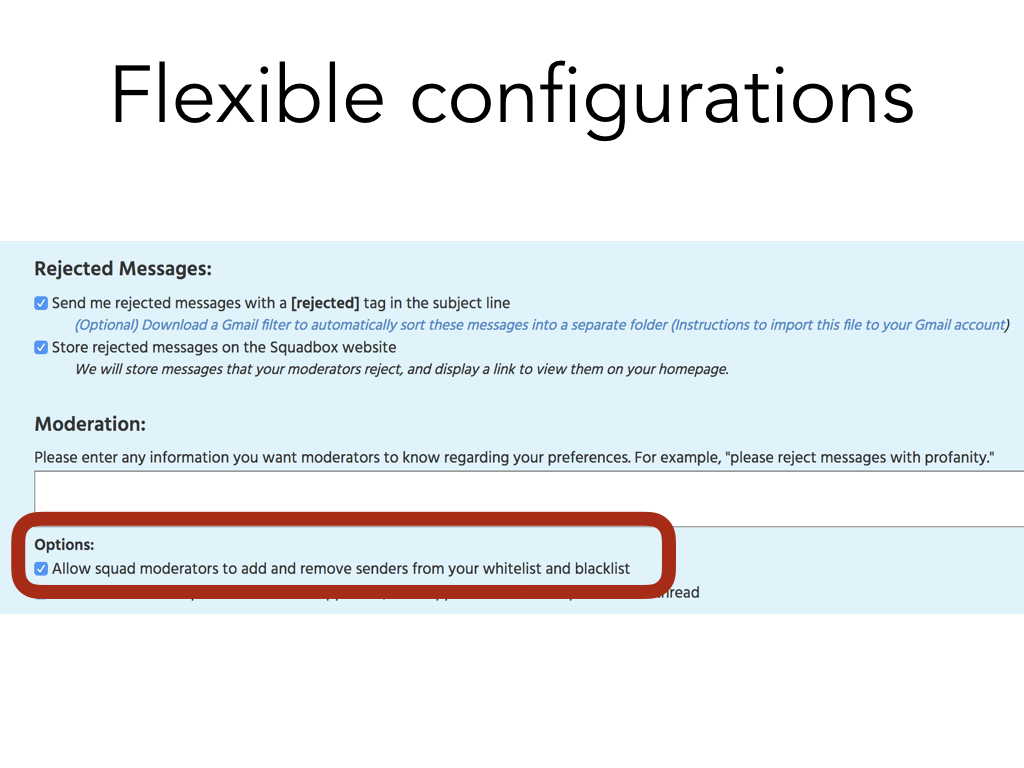 Flexible configurations
Rejected Messages:
Send me rejected messages with a [rejected] tag in the subject line
(Optional) Download a Gmail filter to automatically sort these messages into a separate folder (Instructions to import this file to your Gmail account)
Store rejected messages on the Squadbox website
We will store messages that your moderators reject, and display a link to view them on your homepage.
Moderation:
Please enter any information you want moderators to know regarding your preferences. For example, "please reject messages with profanity."
Options:
Allow squad moderators to add and remove senders from your whitelist and blacklist